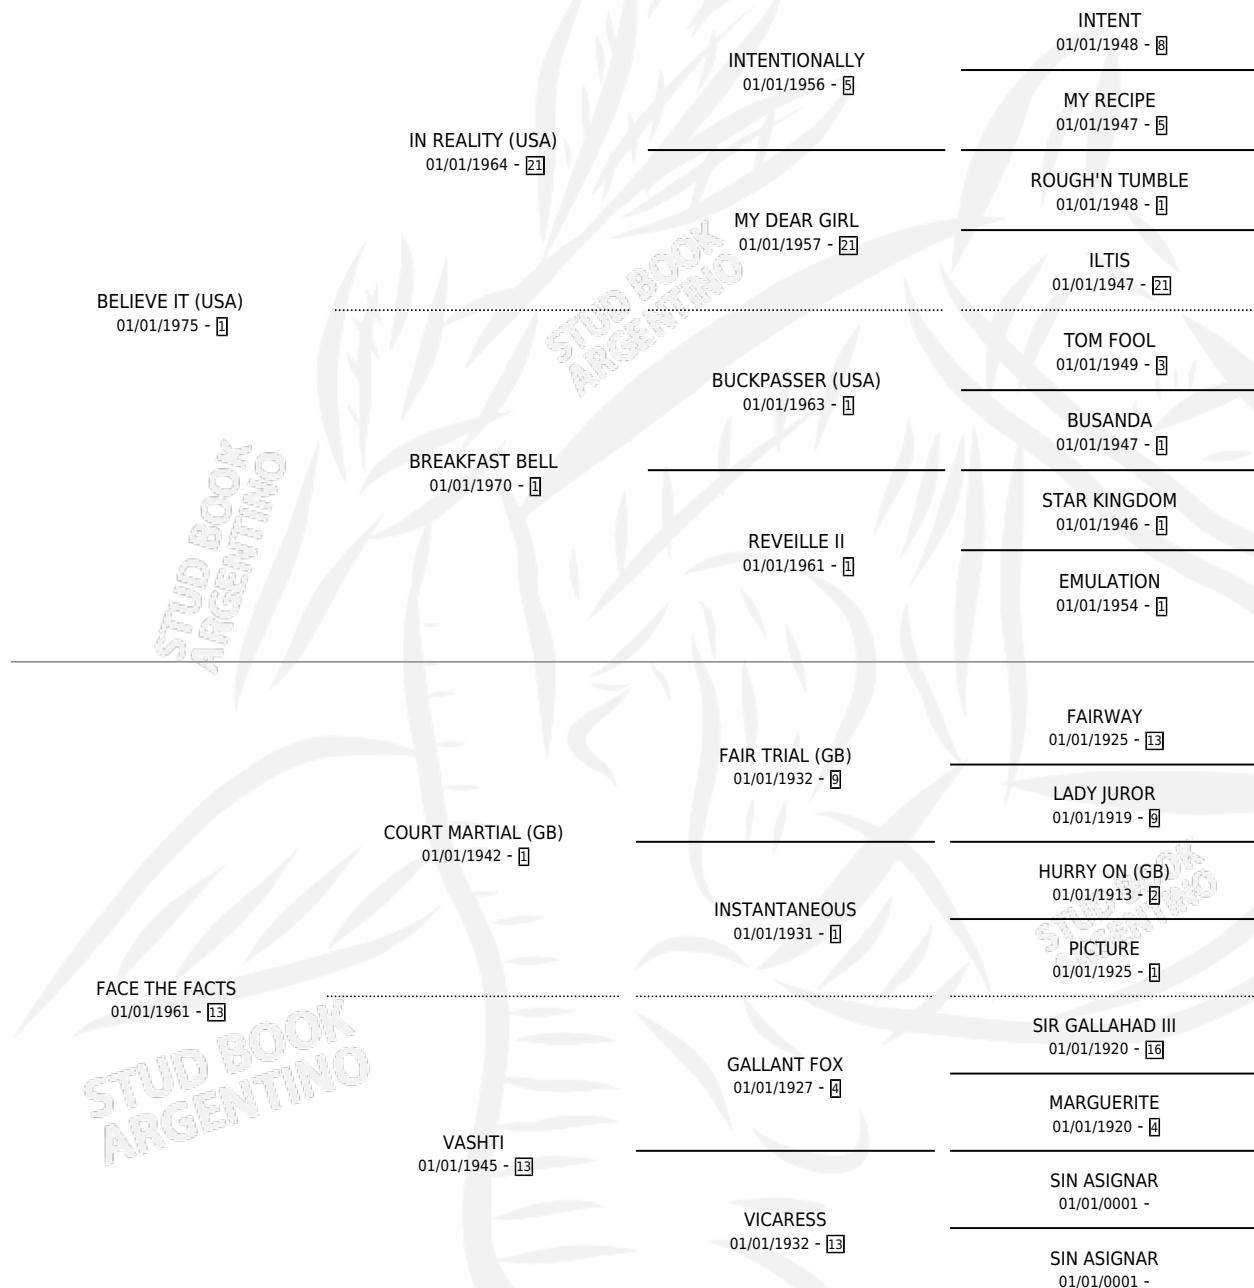 INTENT
01/01/1948 - 8
INTENTIONALLY
01/01/1956 - 5
MY RECIPE
01/01/1947 - 5
IN REALITY (USA)
01/01/1964 - 21
ROUGH'N TUMBLE
01/01/1948 - 1
MY DEAR GIRL
01/01/1957 - 21
ILTIS
01/01/1947 - 21
BELIEVE IT (USA)
01/01/1975 - 1
STUD BOOK
ARGENTINO
TOM FOOL
01/01/1949 - 3
BUCKPASSER (USA)
01/01/1963 - 1
BUSANDA
01/01/1947 - 1
BREAKFAST BELL
01/01/1970 - 1
STAR KINGDOM
01/01/1946 - 1
REVEILLE II
01/01/1961 - 1
EMULATION
01/01/1954 - 1
STUD BOOK
ARGENTINO
FAIRWAY
01/01/1925 - 13
FAIR TRIAL (GB)
01/01/1932 - 9
LADY JUROR
01/01/1919 - 9
COURT MARTIAL (GB)
01/01/1942 - 1
HURRY ON (GB)
01/01/1913 - 2
INSTANTANEOUS
01/01/1931 - 1
PICTURE
01/01/1925 - 1
STUD BOOK
ARGENTINO
FACE THE FACTS
01/01/1961 - 13
SIR GALLAHAD III
01/01/1920 - 16
GALLANT FOX
01/01/1927 - 4
MARGUERITE
01/01/1920 - 4
STUD BOOK
ARGENTINO
VASHTI
01/01/1945 - 13
SIN ASIGNAR
01/01/0001 -
VICARESS
01/01/1932 - 13
SIN ASIGNAR
01/01/0001 -